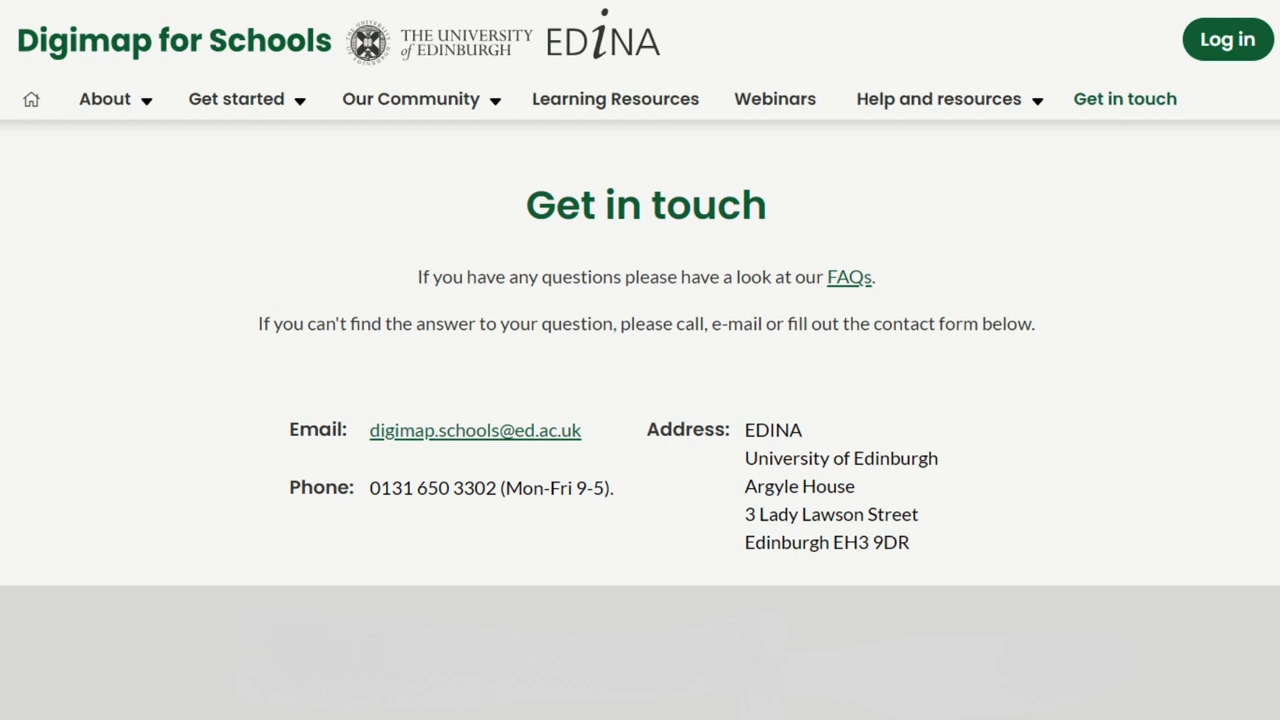 Digimap for Schools
THE UNIVERSITY
of EDINBURGH
EDiNA
Log in
About
Get started
Our Community
Learning Resources
Webinars
Help and resources
Get in touch
Get in touch
If you have any questions please have a look at our FAQs.
If you can't find the answer to your question, please call, e-mail or fill out the contact form below.
Email: digimap.schools@ed.ac.uk
Phone: 0131 650 3302 (Mon-Fri 9-5).
Address: EDINA
University of Edinburgh
Argyle House
3 Lady Lawson Street
Edinburgh EH3 9DR